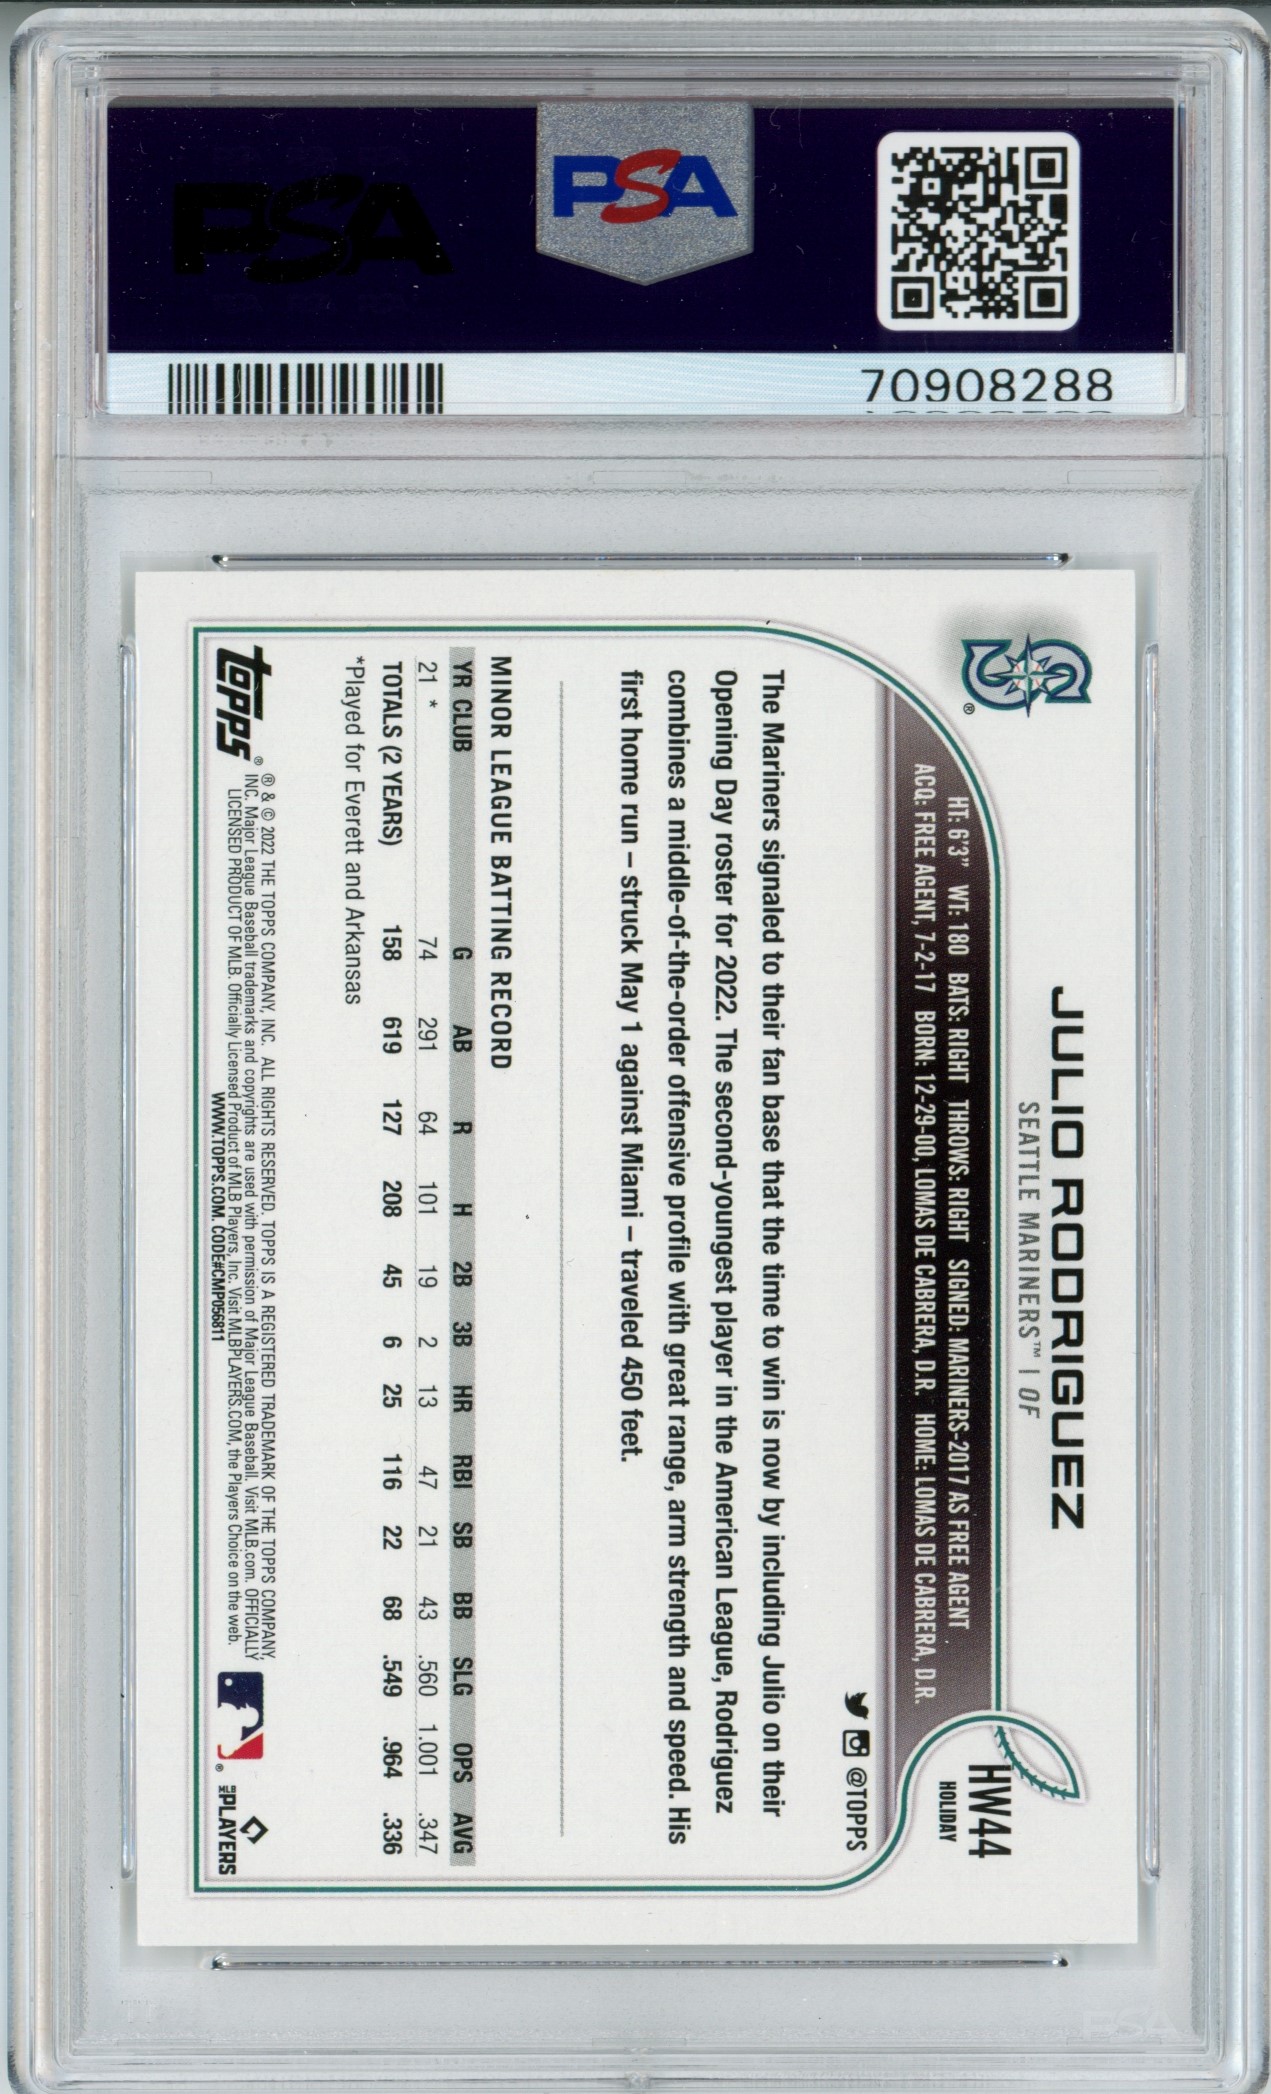 PSA
PSA
70908288
JULIO RODRIGUEZ
SEATTLE MARINERS™ | OF
HW44
HOLIDAY
HT: 6'3" WT: 180 BATS: RIGHT THROWS: RIGHT SIGNED: MARINERS-2017 AS FREE AGENT
ACQ: FREE AGENT, 7-2-17 BORN: 12-29-00, LOMAS DE CABRERA, D.R. HOME: LOMAS DE CABRERA, D.R.
S ®
@TOPPS
The Mariners signaled to their fan base that the time to win is now by including Julio on their
Opening Day roster for 2022. The second-youngest player in the American League, Rodriguez
combines a middle-of-the-order offensive profile with great range, arm strength and speed. His
first home run – struck May 1 against Miami – traveled 450 feet.
MINOR LEAGUE BATTING RECORD
YR CLUB G AB R H 2B 3B HR RBI SB BB SLG OPS AVG
21 * 74 291 64 101 19 2 13 47 21 43 .560 1.001 .347
TOTALS (2 YEARS) 158 619 127 208 45 6 25 116 22 68 .549 .964 .336
*Played for Everett and Arkansas
topps®
® & © 2022 THE TOPPS COMPANY, INC. ALL RIGHTS RESERVED. TOPPS IS A REGISTERED TRADEMARK OF THE TOPPS COMPANY,
INC. Major League Baseball trademarks and copyrights are used with permission of Major League Baseball. Visit MLB.com. OFFICIALLY
LICENSED PRODUCT OF MLB. Officially Licensed Product of MLB Players, Inc. Visit MLBPLAYERS.COM, the Players Choice on the web.
WWW.TOPPS.COM. CODE#CMP056811
®
MLBPLAYERS
PSA